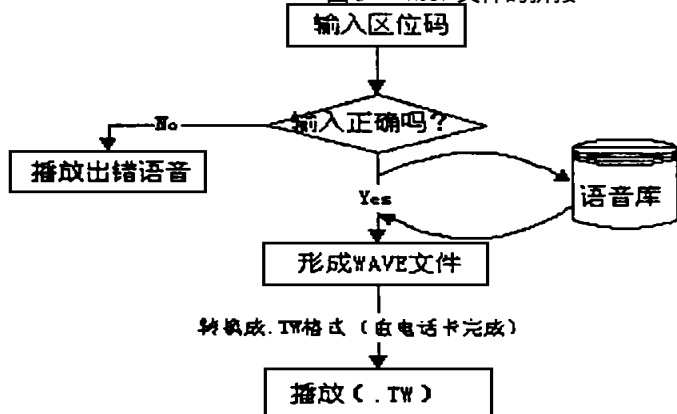 输入区位码
输入正确吗?
No
播放出错语音
Yes
语音库
形成WAVE文件
转换成.TW格式(由电话卡完成)
播放(.TW)